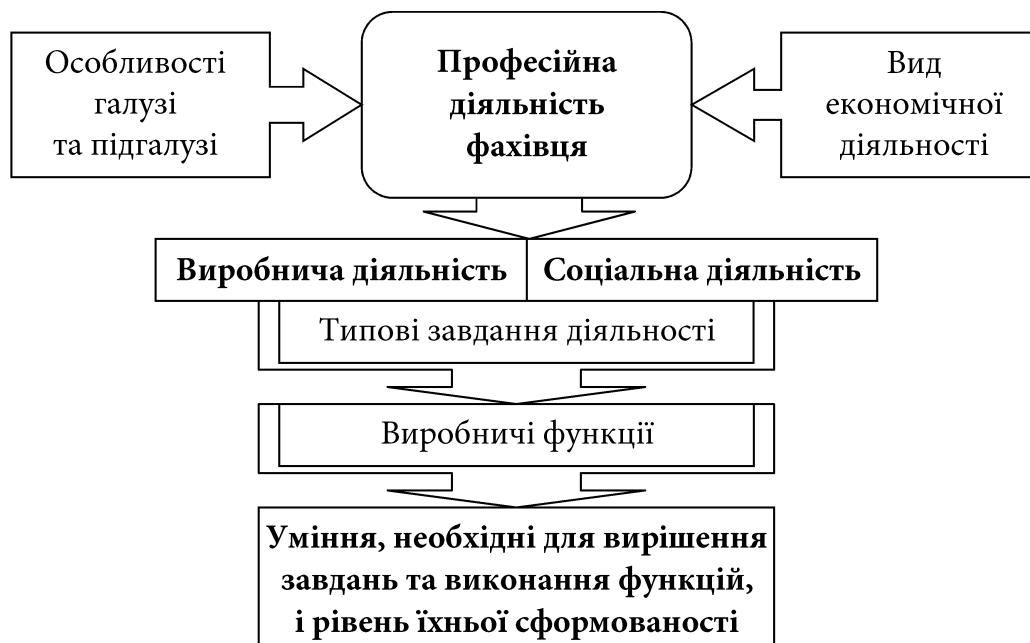 Особливості
галузі
та підгалузі
Професійна
діяльність
фахівця
Вид
економічної
діяльності
Виробнича діяльність
Соціальна діяльність
Типові завдання діяльності
Виробничі функції
Уміння, необхідні для вирішення
завдань та виконання функцій,
і рівень їхньої сформованості